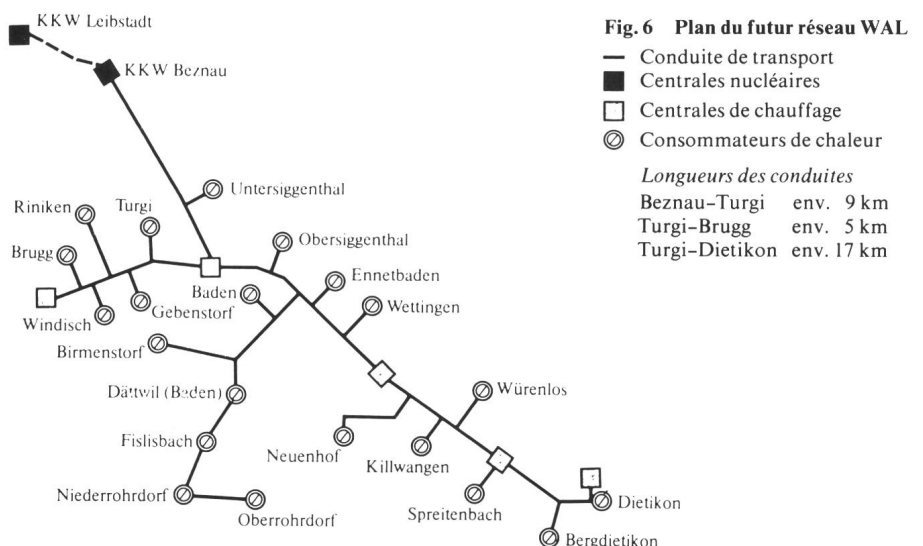 KKW Leibstadt
KKW Beznau
Untersiggenthal
Riniken
Turgi
Obersiggenthal
Brugg
Ennetbaden
Baden
Wettingen
Gebenstorf
Windisch
Birmenstorf
Dättwil (Baden)
Würenlos
Fislisbach
Neuenhof
Killwangen
Niederrohrdorf
Oberrohrdorf
Spreitenbach
Dietikon
Bergdietikon
Fig. 6 Plan du futur réseau WAL
Conduite de transport
Centrales nucléaires
Centrales de chauffage
Consommateurs de chaleur
Longueurs des conduites
Beznau–Turgi env. 9 km
Turgi–Brugg env. 5 km
Turgi–Dietikon env. 17 km